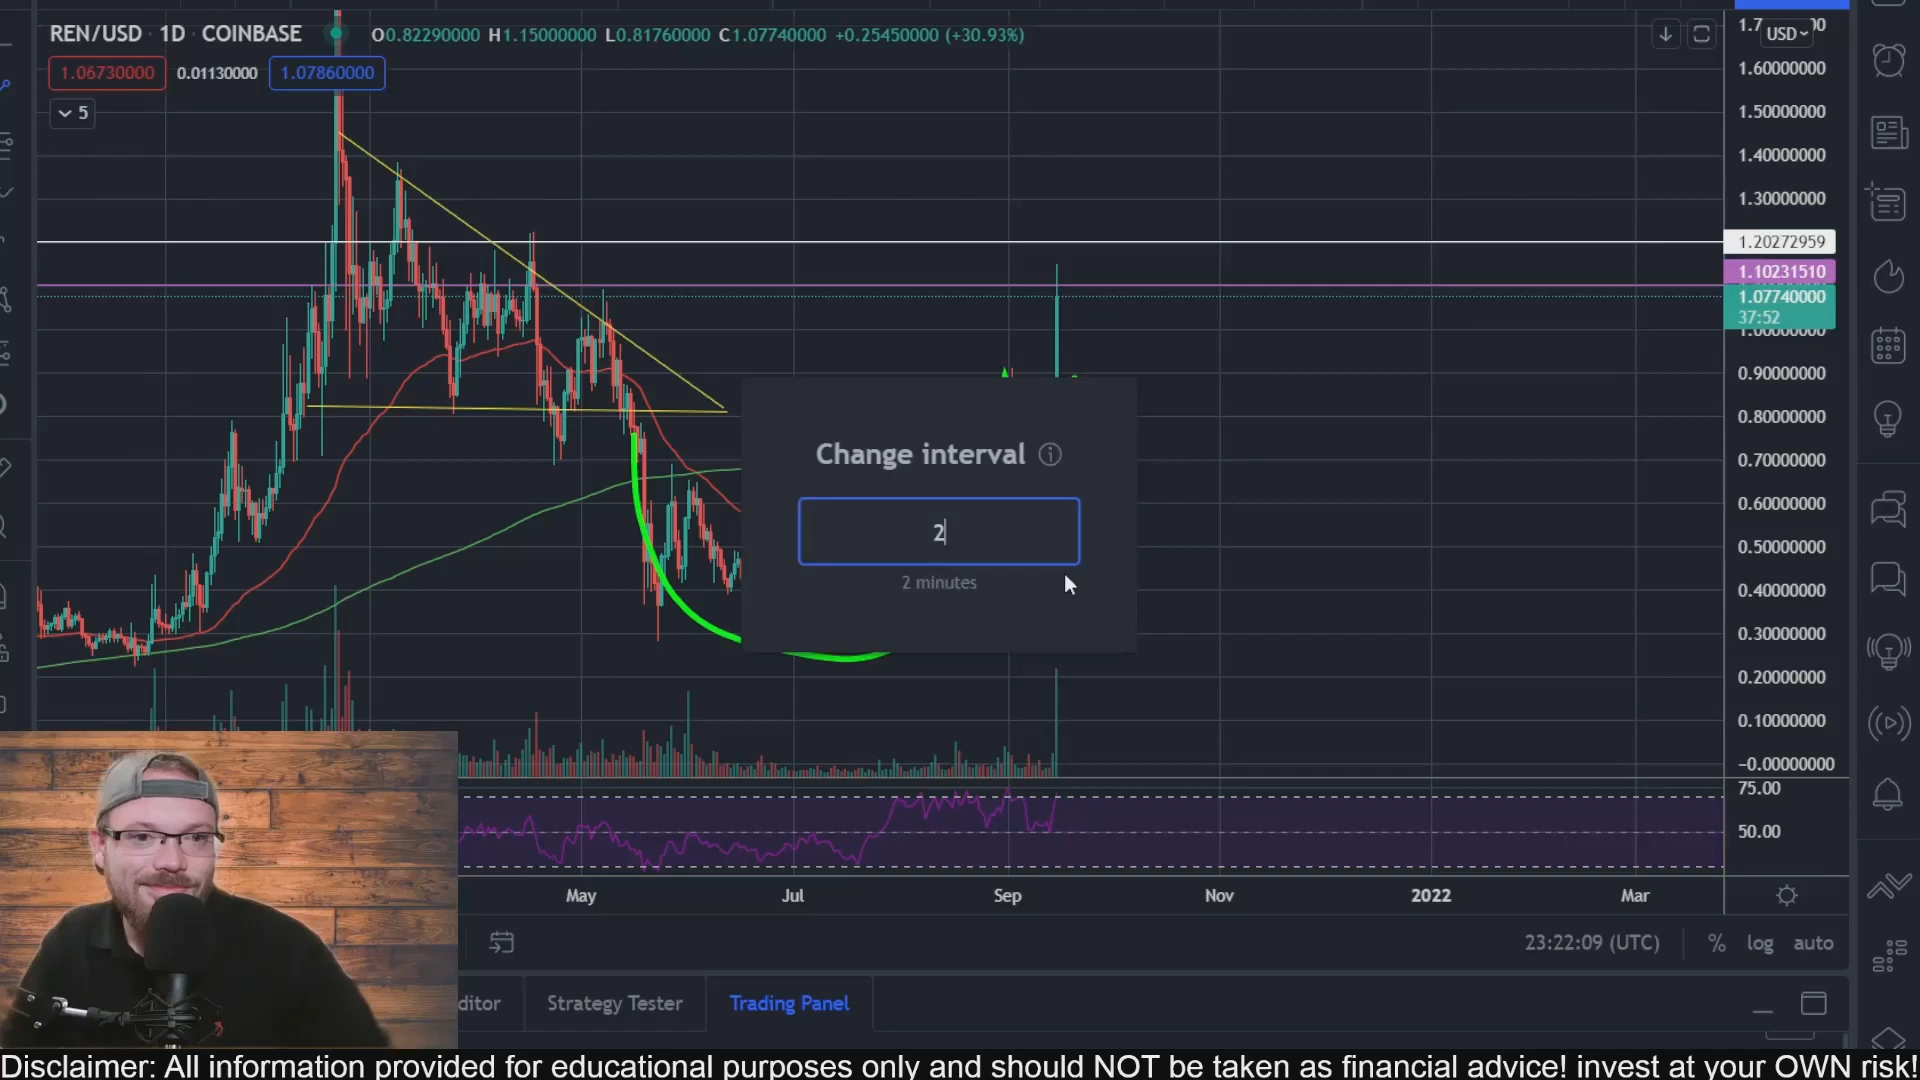 REN/USD · 1D · COINBASE
O0.82290000 H1.15000000 L0.81760000 C1.07740000 +0.25450000 (+30.93%)
USD
1.06730000
0.01130000
1.07860000
5
1.60000000
1.50000000
1.40000000
1.30000000
1.20272959
1.10231510
1.07740000
37:52
1.00000000
0.90000000
0.80000000
0.70000000
0.60000000
0.50000000
0.40000000
0.30000000
0.20000000
0.10000000
−0.00000000
75.00
50.00
Change interval
2
2 minutes
May
Jul
Sep
Nov
2022
Mar
23:22:09 (UTC)
%
log
auto
ditor
Strategy Tester
Trading Panel
Disclaimer: All information provided for educational purposes only and should NOT be taken as financial advice! invest at your OWN risk!